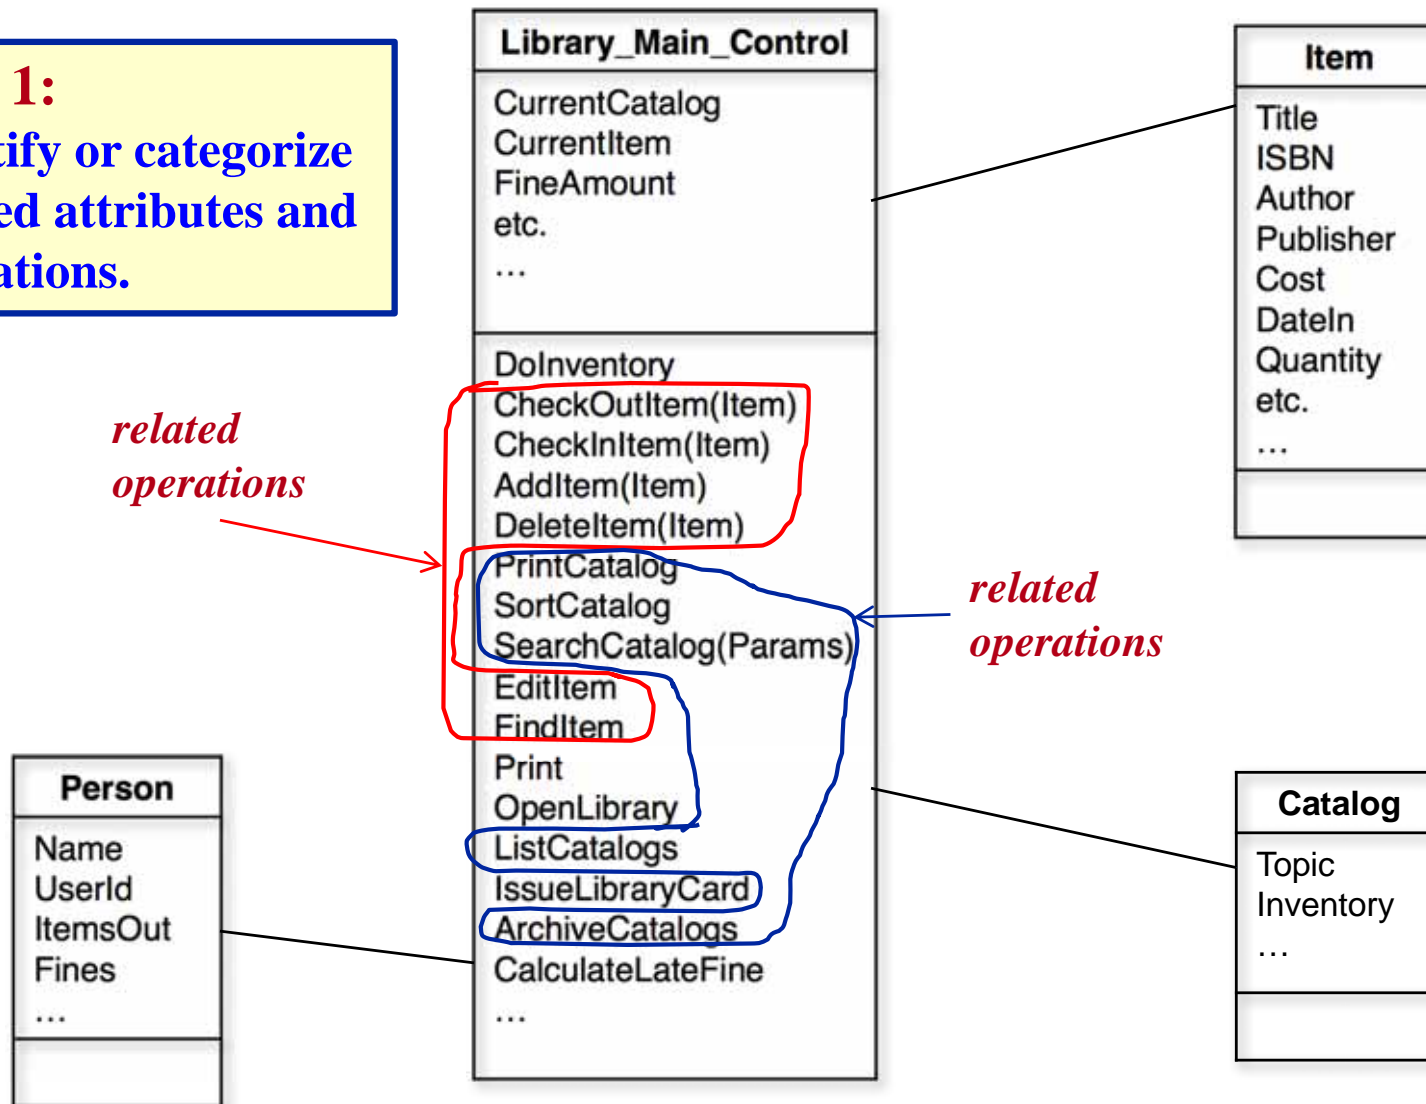 1:
tify or categorize
ed attributes and
ations.
Library_Main_Control
CurrentCatalog
CurrentItem
FineAmount
etc.
...
DoInventory
CheckOutItem(Item)
CheckInItem(Item)
AddItem(Item)
DeleteItem(Item)
PrintCatalog
SortCatalog
SearchCatalog(Params)
EditItem
FindItem
Print
OpenLibrary
ListCatalogs
IssueLibraryCard
ArchiveCatalogs
CalculateLateFine
...
Item
Title
ISBN
Author
Publisher
Cost
DateIn
Quantity
etc.
...
related
operations
related
operations
Person
Name
UserId
ItemsOut
Fines
...
Catalog
Topic
Inventory
...